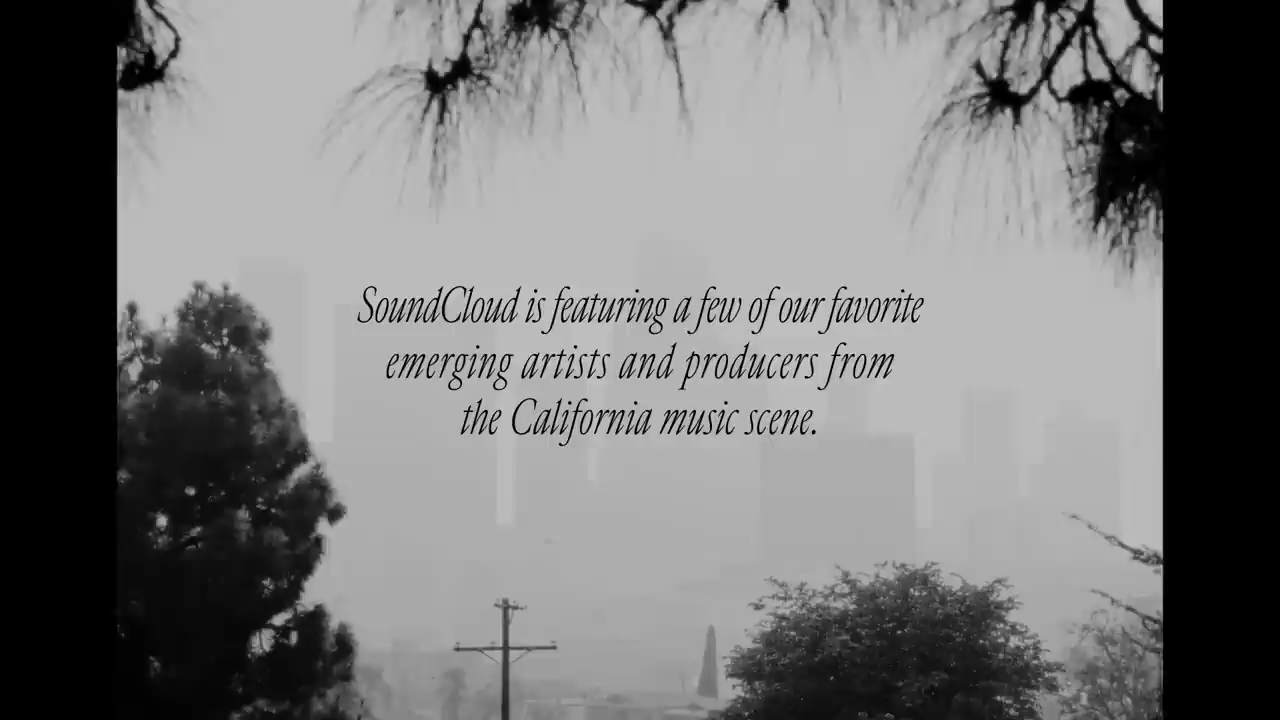 SoundCloud is featuring a few of our favorite
emerging artists and producers from
the California music scene.